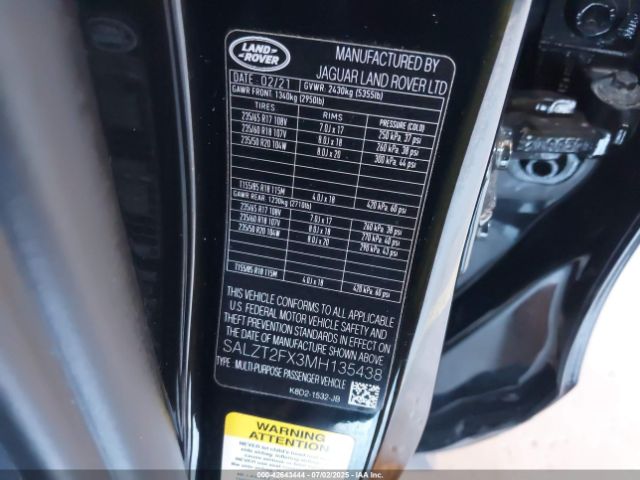 LAND-
-ROVER
MANUFACTURED BY
JAGUAR LAND ROVER LTD
DATE: 02/21 GVWR: 2430kg (5355lb)
GAWR FRONT 1340kg (2950lb)
TIRES RIMS PRESSURE (COLD)
235/65 R17 108V 7.0J x 17 250 kPa, 37 psi
235/60 R18 107V 8.0J x 18 260 kPa, 38 psi
235/50 R20 104W 8.0J x 20 300 kPa, 44 psi
T155/85 R18 115M 4.0J x 18 420 kPa, 60 psi
GAWR REAR 1230kg (2710lb)
235/65 R17 108V 7.0J x 17 260 kPa, 38 psi
235/60 R18 107V 8.0J x 18 270 kPa, 40 psi
235/50 R20 104W 8.0J x 20 290 kPa, 43 psi
T155/85 R18 115M 4.0J x 18 420 kPa, 60 psi
THIS VEHICLE CONFORMS TO ALL APPLICABLE
U.S. FEDERAL MOTOR VEHICLE SAFETY AND
THEFT PREVENTION STANDARDS IN EFFECT ON
THE DATE OF MANUFACTURE SHOWN ABOVE.
SALZT2FX3MH135438
TYPE: MULTI-PURPOSE PASSENGER VEHICLE
K8D2-1532-JB
WARNING
ATTENTION
000-42643444 - 07/02/2025 - IAA